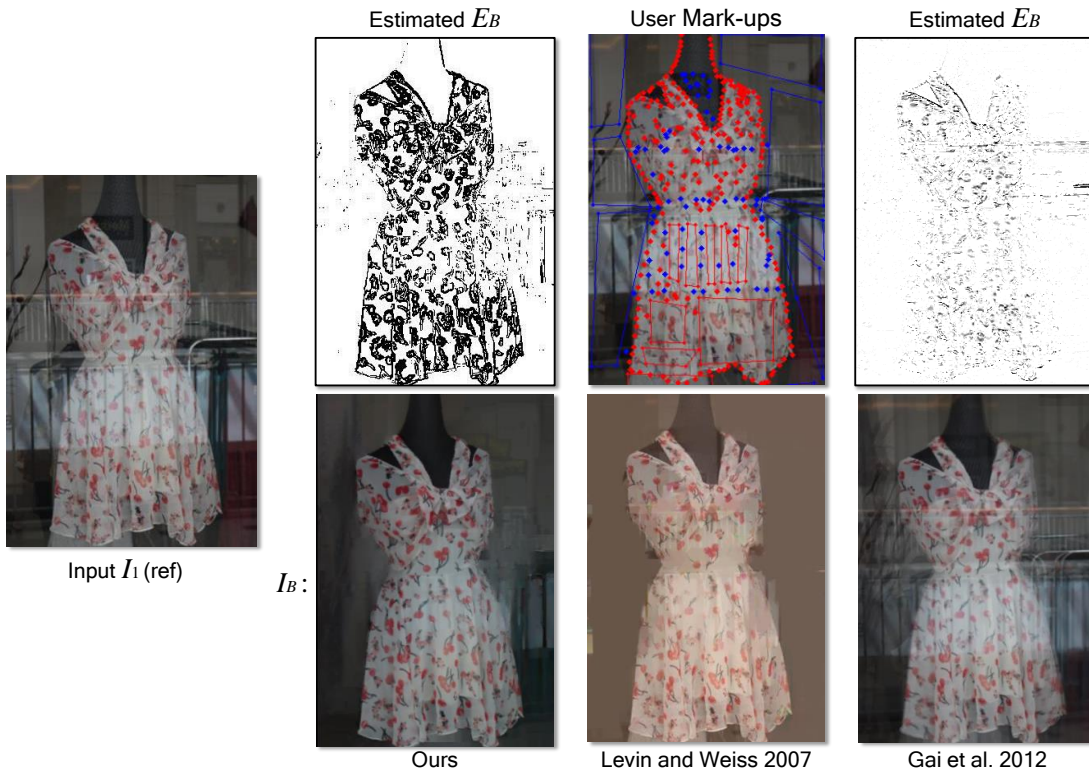 Estimated EB
User Mark-ups
Estimated EB
Input I1 (ref)
IB:
Ours
Levin and Weiss 2007
Gai et al. 2012